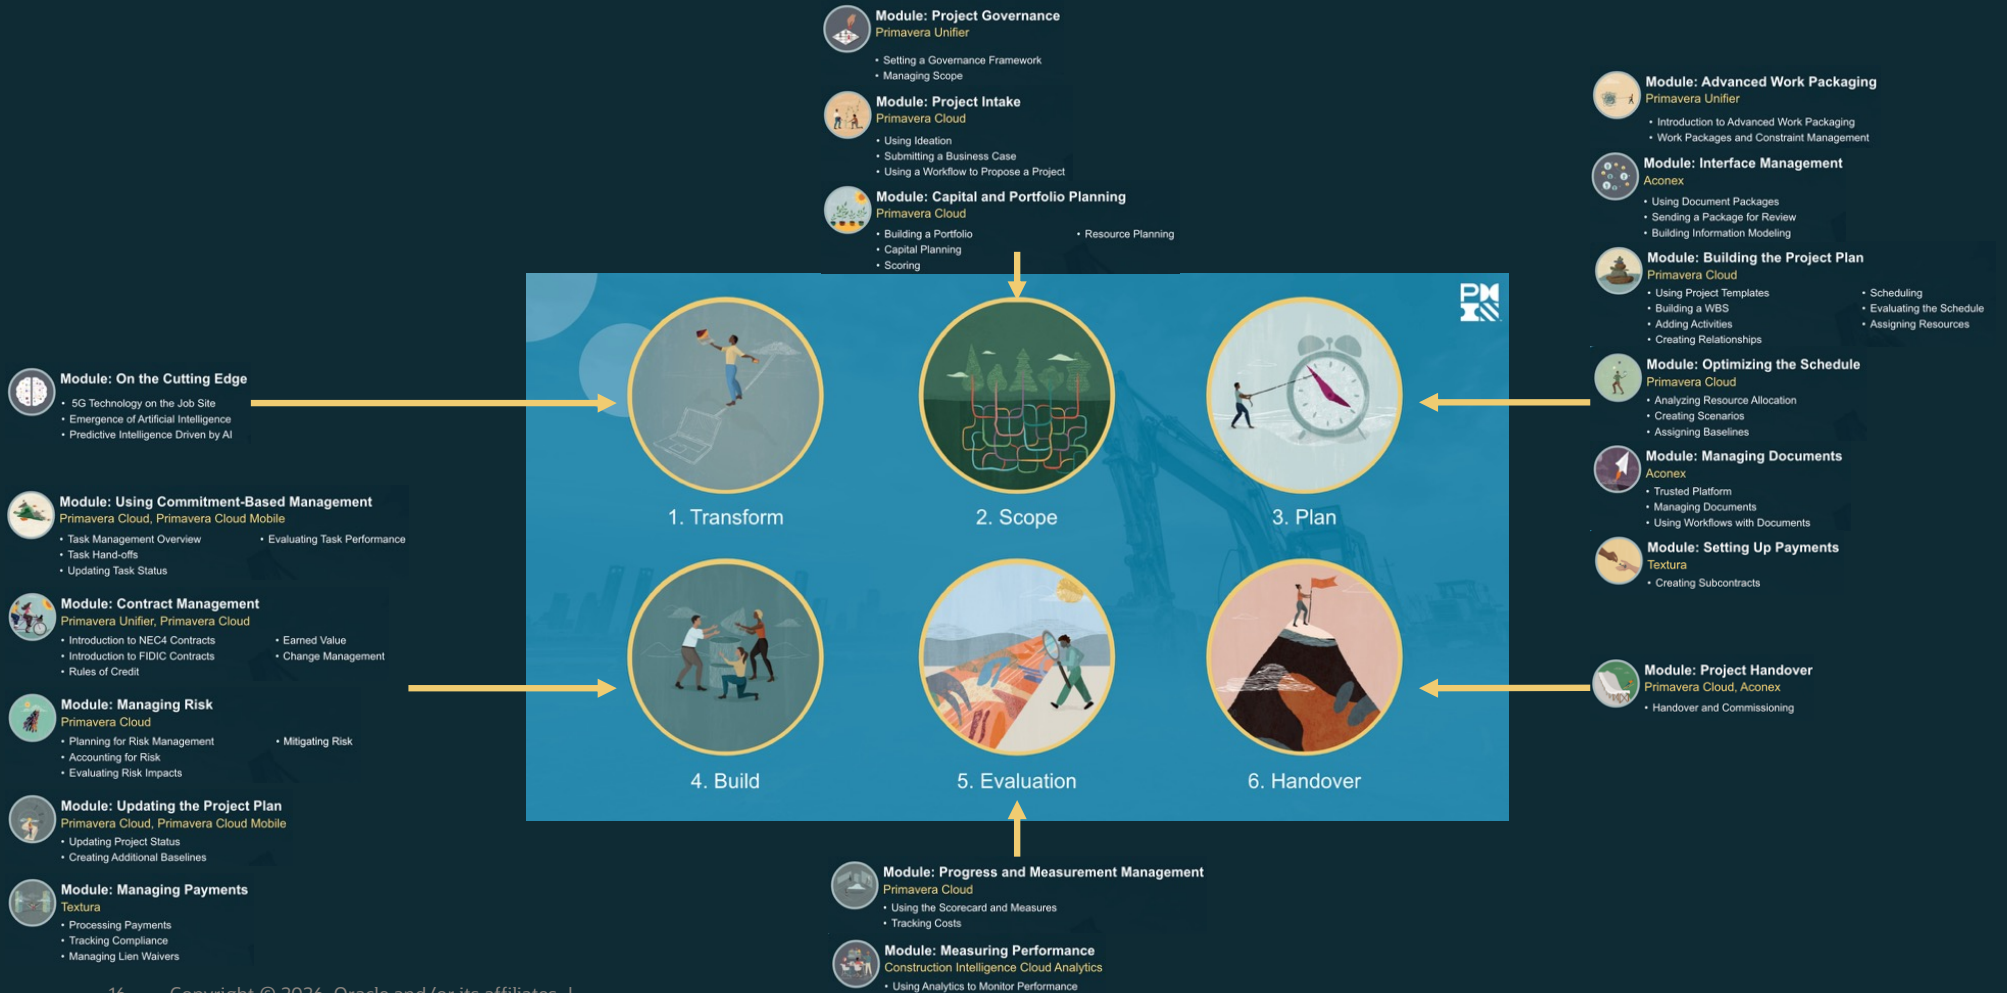 Module: Project Governance
Primavera Unifier
• Setting a Governance Framework
• Managing Scope
Module: Project Intake
Primavera Cloud
• Using Ideation
• Submitting a Business Case
• Using a Workflow to Propose a Project
Module: Capital and Portfolio Planning
Primavera Cloud
• Building a Portfolio
• Capital Planning
• Scoring
• Resource Planning
Module: Advanced Work Packaging
Primavera Unifier
• Introduction to Advanced Work Packaging
• Work Packages and Constraint Management
Module: Interface Management
Aconex
• Using Document Packages
• Sending a Package for Review
• Building Information Modeling
Module: Building the Project Plan
Primavera Cloud
• Using Project Templates
• Building a WBS
• Adding Activities
• Creating Relationships
• Scheduling
• Evaluating the Schedule
• Assigning Resources
Module: Optimizing the Schedule
Primavera Cloud
• Analyzing Resource Allocation
• Creating Scenarios
• Assigning Baselines
Module: Managing Documents
Aconex
• Trusted Platform
• Managing Documents
• Using Workflows with Documents
Module: Setting Up Payments
Textura
• Creating Subcontracts
Module: Project Handover
Primavera Cloud, Aconex
• Handover and Commissioning
Module: On the Cutting Edge
• 5G Technology on the Job Site
• Emergence of Artificial Intelligence
• Predictive Intelligence Driven by AI
Module: Using Commitment-Based Management
Primavera Cloud, Primavera Cloud Mobile
• Task Management Overview
• Task Hand-offs
• Updating Task Status
• Evaluating Task Performance
Module: Contract Management
Primavera Unifier, Primavera Cloud
• Introduction to NEC4 Contracts
• Introduction to FIDIC Contracts
• Rules of Credit
• Earned Value
• Change Management
Module: Managing Risk
Primavera Cloud
• Planning for Risk Management
• Accounting for Risk
• Evaluating Risk Impacts
• Mitigating Risk
Module: Updating the Project Plan
Primavera Cloud, Primavera Cloud Mobile
• Updating Project Status
• Creating Additional Baselines
Module: Managing Payments
Textura
• Processing Payments
• Tracking Compliance
• Managing Lien Waivers
1. Transform
2. Scope
3. Plan
4. Build
5. Evaluation
6. Handover
Module: Progress and Measurement Management
Primavera Cloud
• Using the Scorecard and Measures
• Tracking Costs
Module: Measuring Performance
Construction Intelligence Cloud Analytics
• Using Analytics to Monitor Performance
16 Copyright © 2026, Oracle and/or its affiliates |